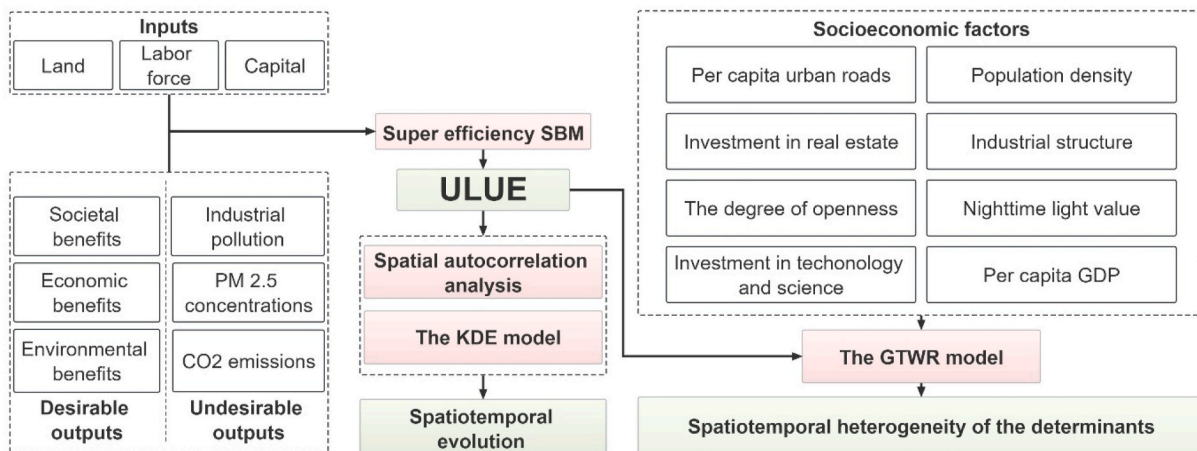 Inputs
Land
Labor
force
Capital
Societal
benefits
Industrial
pollution
Economic
benefits
PM 2.5
concentrations
Environmental
benefits
CO2 emissions
Desirable
outputs
Undesirable
outputs
Super efficiency SBM
ULUE
Spatial autocorrelation
analysis
The KDE model
Spatiotemporal
evolution
Socioeconomic factors
Per capita urban roads
Population density
Investment in real estate
Industrial structure
The degree of openness
Nighttime light value
Investment in techonology
and science
Per capita GDP
The GTWR model
Spatiotemporal heterogeneity of the determinants